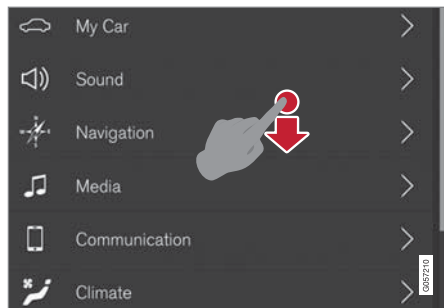 My Car
Sound
Navigation
Media
Communication
Climate
G057210